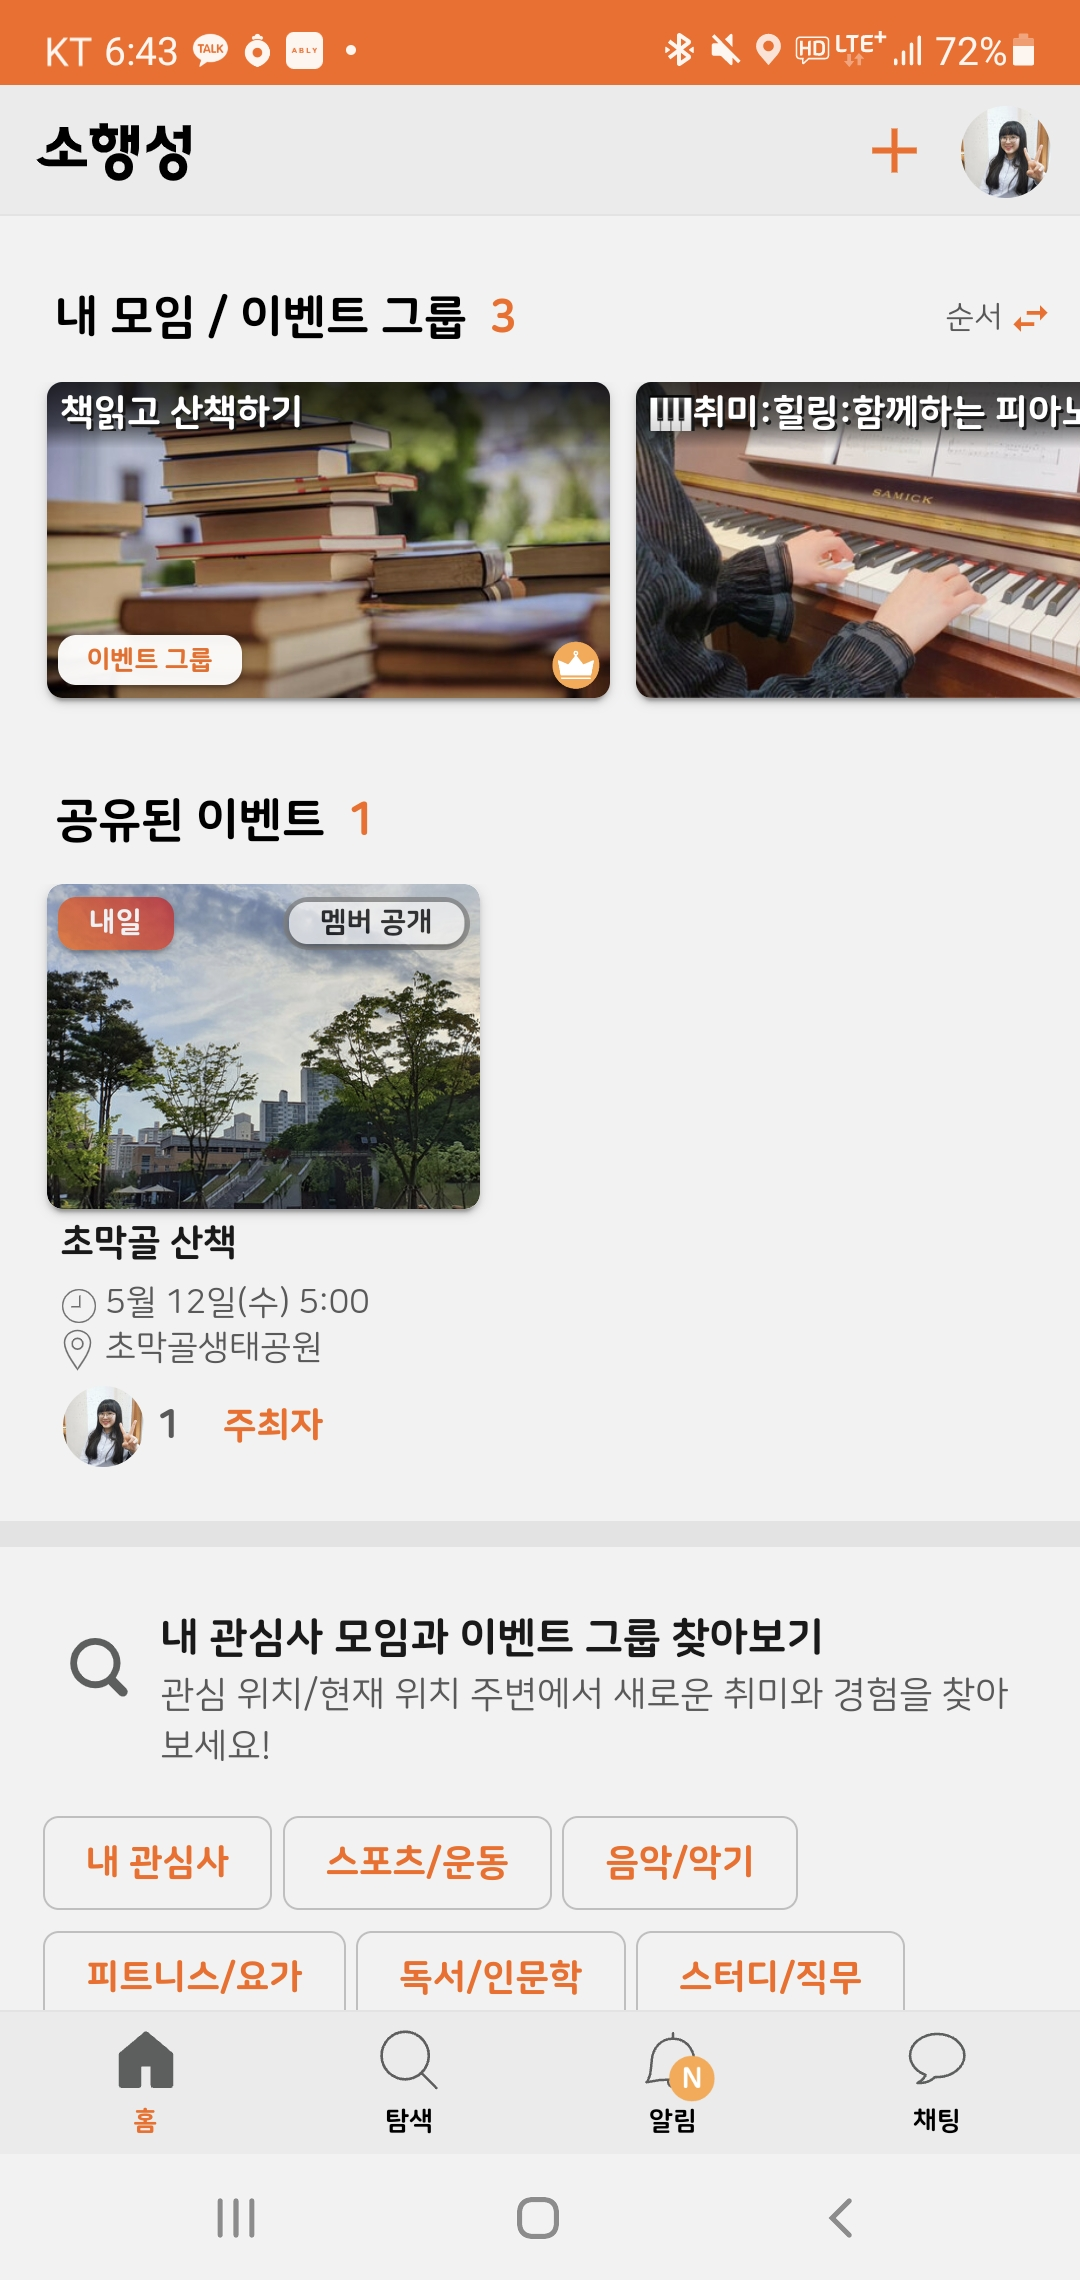 KT 6:43 TALK ABLY HD LTE+ 72%
소행성
내 모임 / 이벤트 그룹 3 순서
책읽고 산책하기
취미:힐링:함께하는
SAMICK
이벤트 그룹
공유된 이벤트 1
내일 멤버 공개
초막골 산책
5월 12일(수) 5:00
초막골생태공원
1 주최자
내 관심사 모임과 이벤트 그룹 찾아보기
관심 위치/현재 위치 주변에서 새로운 취미와 경험을 찾아
보세요!
내 관심사 스포츠/운동 음악/악기
피트니스/요가 독서/인문학 스터디/직무
N
홈 탐색 알림 채팅